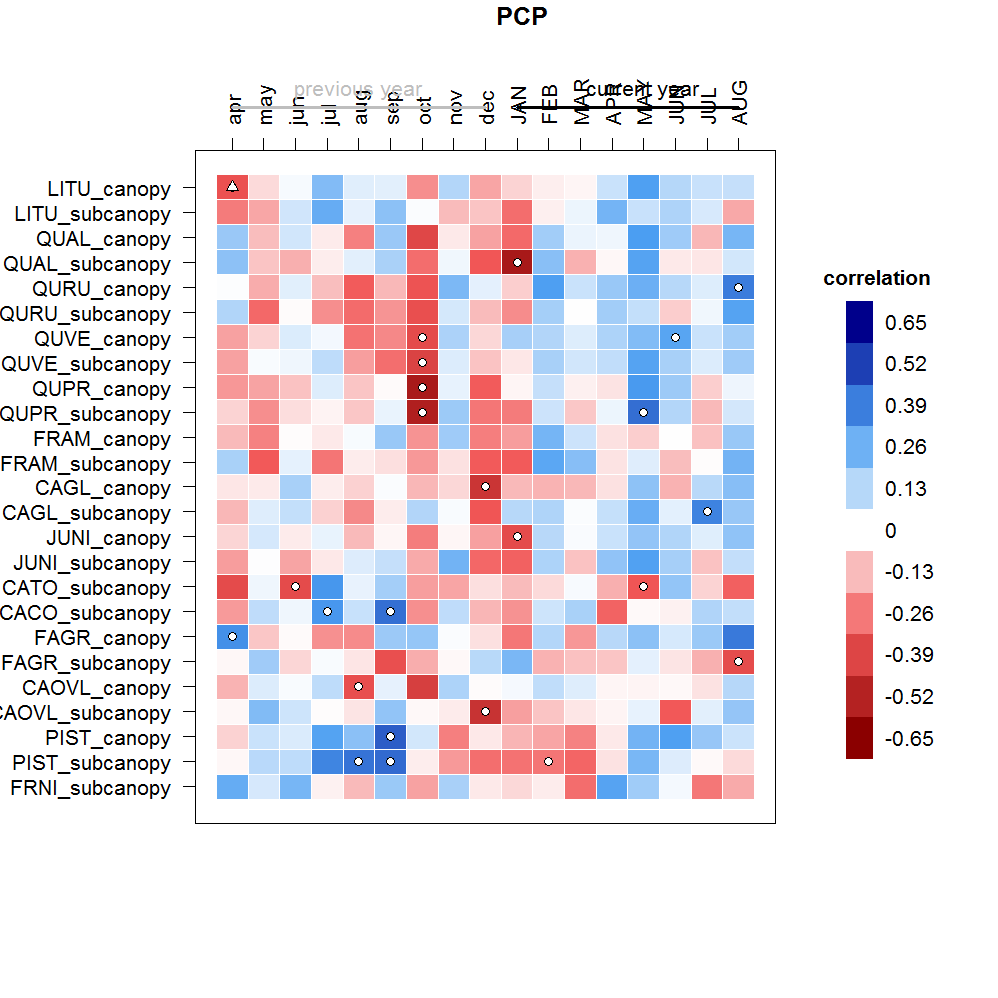 PCP
previous year
current year
apr may jun jul aug sep oct nov dec JAN FEB MAR APR MAY JUN JUL AUG
LITU_canopy
LITU_subcanopy
QUAL_canopy
QUAL_subcanopy
QURU_canopy
QURU_subcanopy
QUVE_canopy
QUVE_subcanopy
QUPR_canopy
QUPR_subcanopy
FRAM_canopy
FRAM_subcanopy
CAGL_canopy
CAGL_subcanopy
JUNI_canopy
JUNI_subcanopy
CATO_subcanopy
CACO_subcanopy
FAGR_canopy
FAGR_subcanopy
CAOVL_canopy
CAOVL_subcanopy
PIST_canopy
PIST_subcanopy
FRNI_subcanopy
correlation
0.65
0.52
0.39
0.26
0.13
0
-0.13
-0.26
-0.39
-0.52
-0.65